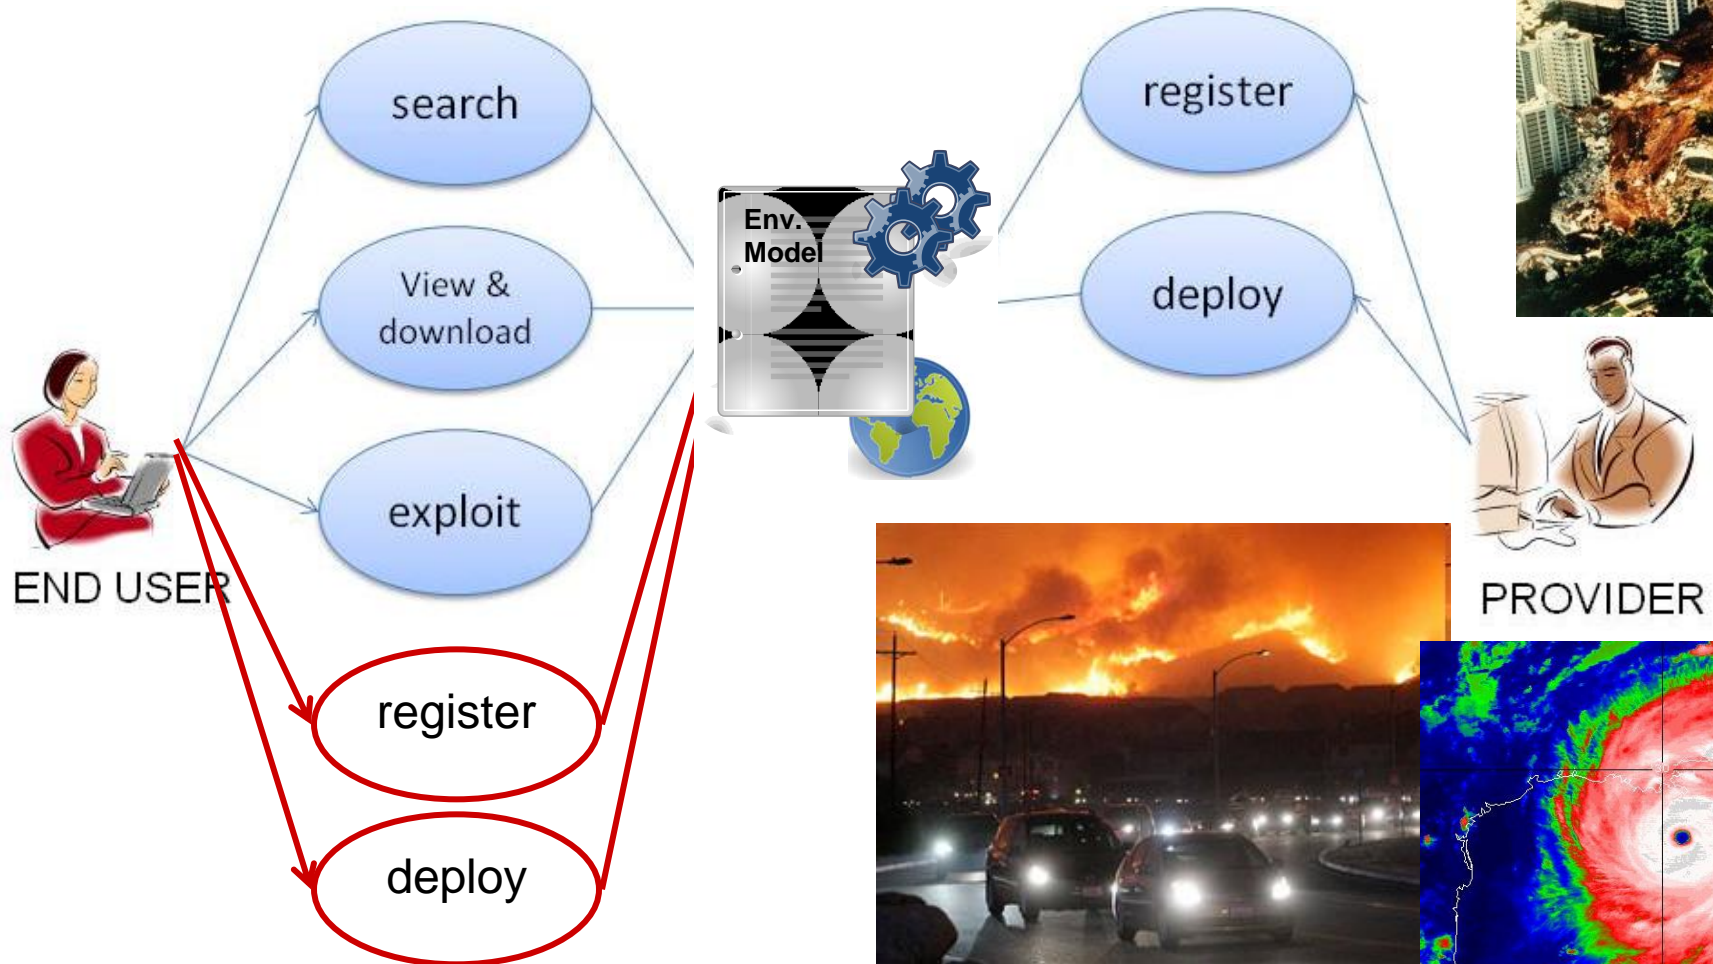 search
View &
download
exploit
END USER
register
deploy
Env.
Model
register
deploy
PROVIDER